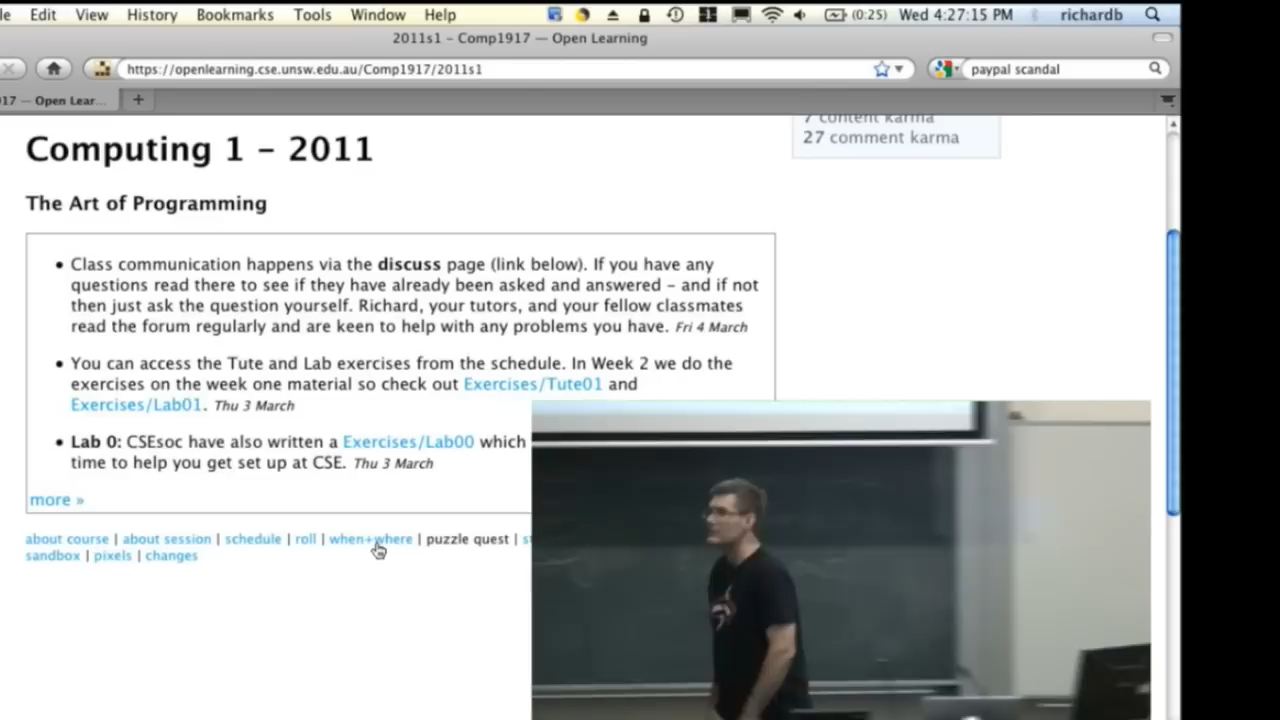 Edit View History Bookmarks Tools Window Help (0:25) Wed 4:27:15 PM richardb
2011s1 – Comp1917 — Open Learning
https://openlearning.cse.unsw.edu.au/Comp1917/2011s1 paypal scandal
17 — Open Lear... +
7 content karma
27 comment karma
Computing 1 – 2011
The Art of Programming
• Class communication happens via the discuss page (link below). If you have any
questions read there to see if they have already been asked and answered – and if not
then just ask the question yourself. Richard, your tutors, and your fellow classmates
read the forum regularly and are keen to help with any problems you have. Fri 4 March
• You can access the Tute and Lab exercises from the schedule. In Week 2 we do the
exercises on the week one material so check out Exercises/Tute01 and
Exercises/Lab01. Thu 3 March
• Lab 0: CSEsoc have also written a Exercises/Lab00 which
time to help you get set up at CSE. Thu 3 March
more »
about course | about session | schedule | roll | when+where | puzzle quest |
sandbox | pixels | changes